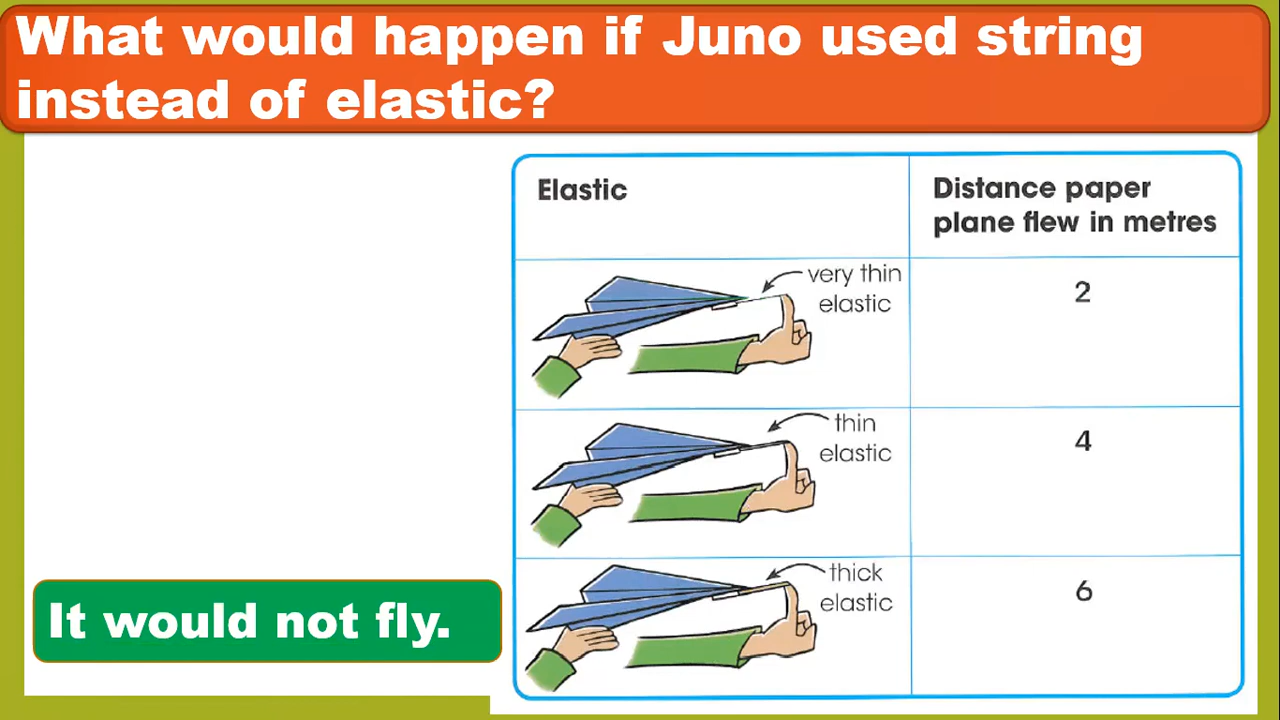 What would happen if Juno used string
instead of elastic?
Elastic
Distance paper
plane flew in metres
very thin
elastic
2
thin
elastic
4
thick
elastic
6
It would not fly.